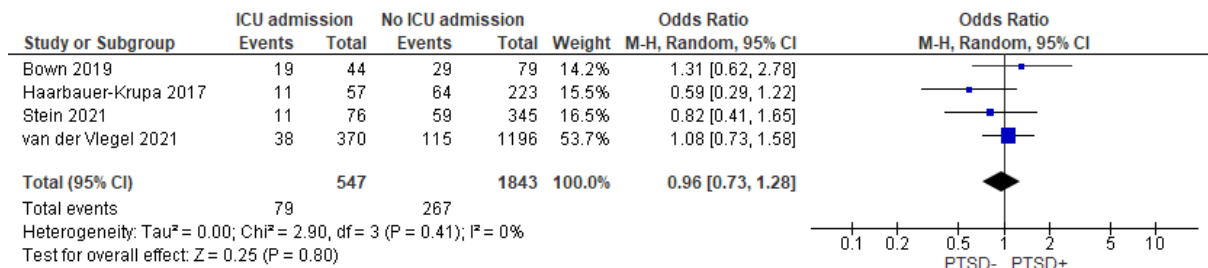 ICU admission No ICU admission Odds Ratio Odds Ratio
Study or Subgroup Events Total Events Total Weight M-H, Random, 95% CI M-H, Random, 95% CI
Bown 2019 19 44 29 79 14.2% 1.31 [0.62, 2.78]
Haarbauer-Krupa 2017 11 57 64 223 15.5% 0.59 [0.29, 1.22]
Stein 2021 11 76 59 345 16.5% 0.82 [0.41, 1.65]
van der Vlegel 2021 38 370 115 1196 53.7% 1.08 [0.73, 1.58]
Total (95% CI) 547 1843 100.0% 0.96 [0.73, 1.28]
Total events 79 267
Heterogeneity: Tau² = 0.00; Chi² = 2.90, df = 3 (P = 0.41); I² = 0%
Test for overall effect: Z = 0.25 (P = 0.80)
0.1 0.2 0.5 1 2 5 10
PTSD- PTSD+